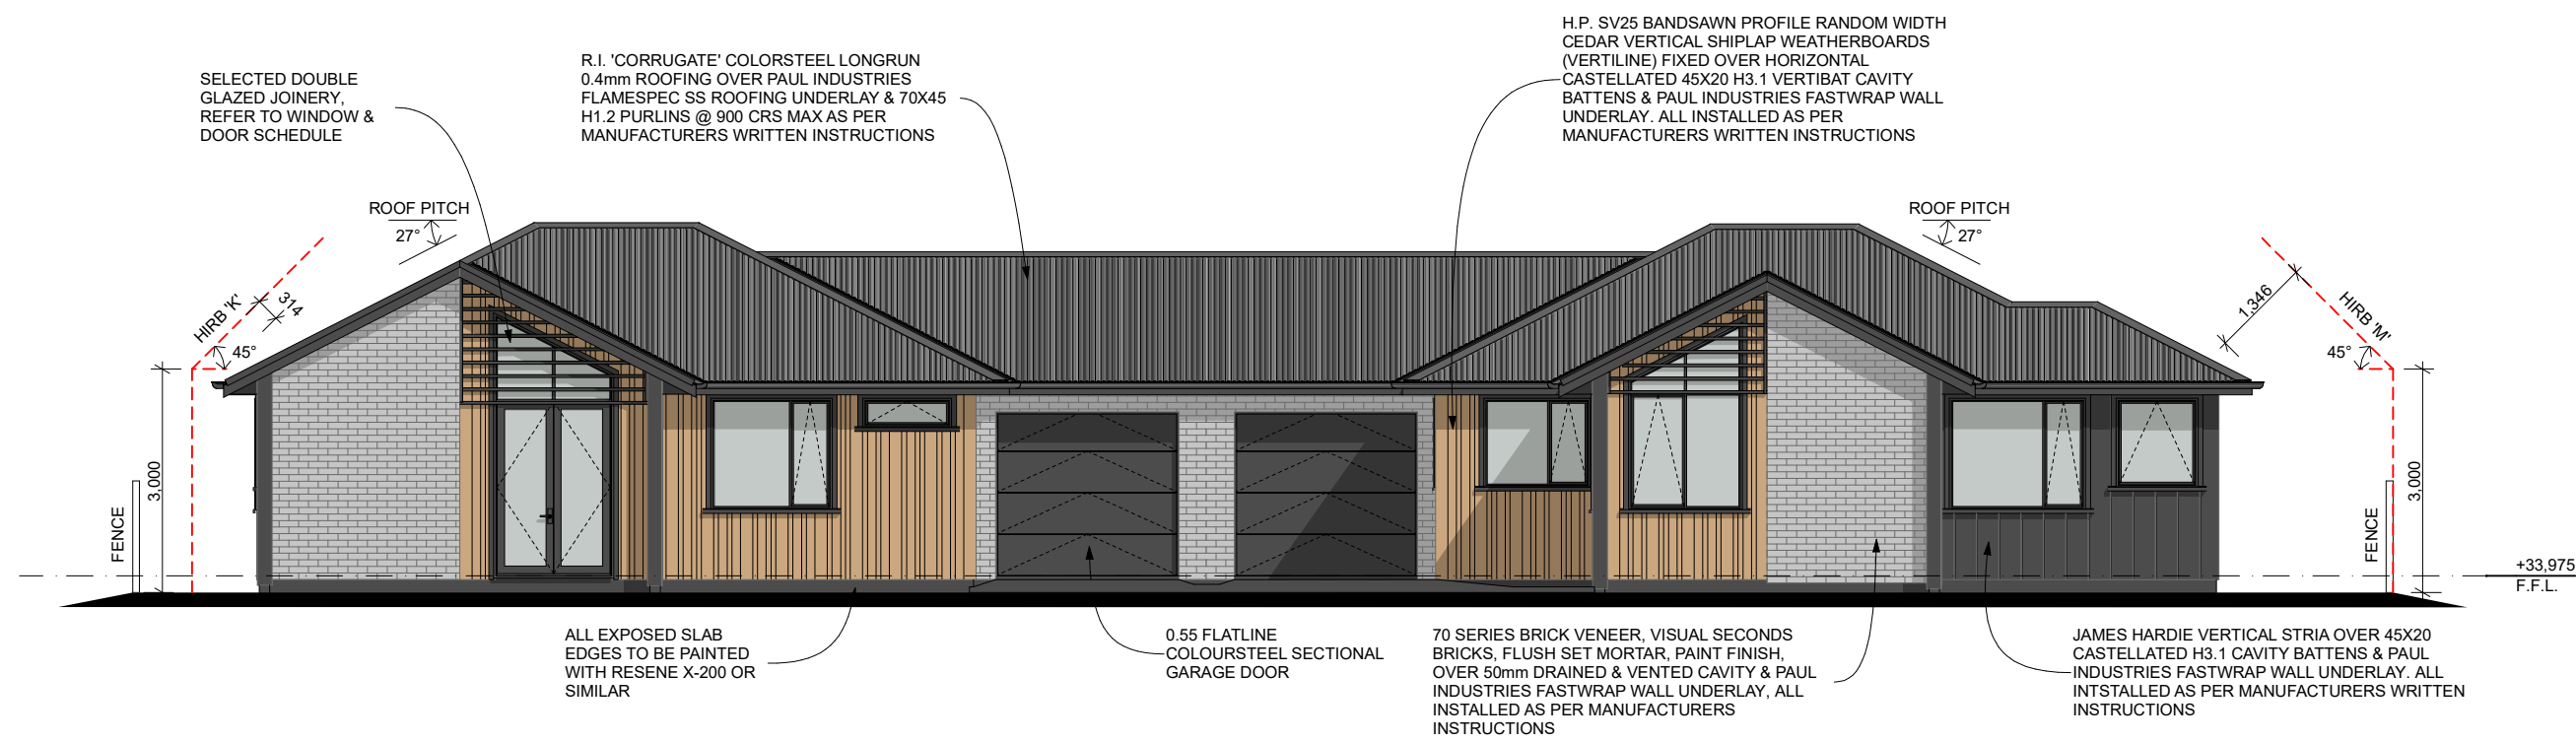 H.P. SV25 BANDSAWN PROFILE RANDOM WIDTH
CEDAR VERTICAL SHIPLAP WEATHERBOARDS
(VERTILINE) FIXED OVER HORIZONTAL
CASTELLATED 45X20 H3.1 VERTIBAT CAVITY
BATTENS & PAUL INDUSTRIES FASTWRAP WALL
UNDERLAY. ALL INSTALLED AS PER
MANUFACTURERS WRITTEN INSTRUCTIONS
R.I. 'CORRUGATE' COLORSTEEL LONGRUN
0.4mm ROOFING OVER PAUL INDUSTRIES
FLAMESPEC SS ROOFING UNDERLAY & 70X45
H1.2 PURLINS @ 900 CRS MAX AS PER
MANUFACTURERS WRITTEN INSTRUCTIONS
SELECTED DOUBLE
GLAZED JOINERY,
REFER TO WINDOW &
DOOR SCHEDULE
ROOF PITCH
27°
ROOF PITCH
27°
HIRB 'K'
314
45°
1,346
HIRB 'M'
45°
3,000
FENCE
3,000
FENCE
+33,975
F.F.L.
ALL EXPOSED SLAB
EDGES TO BE PAINTED
WITH RESENE X-200 OR
SIMILAR
0.55 FLATLINE
COLOURSTEEL SECTIONAL
GARAGE DOOR
70 SERIES BRICK VENEER, VISUAL SECONDS
BRICKS, FLUSH SET MORTAR, PAINT FINISH,
OVER 50mm DRAINED & VENTED CAVITY & PAUL
INDUSTRIES FASTWRAP WALL UNDERLAY, ALL
INSTALLED AS PER MANUFACTURERS
INSTRUCTIONS
JAMES HARDIE VERTICAL STRIA OVER 45X20
CASTELLATED H3.1 CAVITY BATTENS & PAUL
INDUSTRIES FASTWRAP WALL UNDERLAY. ALL
INTSTALLED AS PER MANUFACTURERS WRITTEN
INSTRUCTIONS